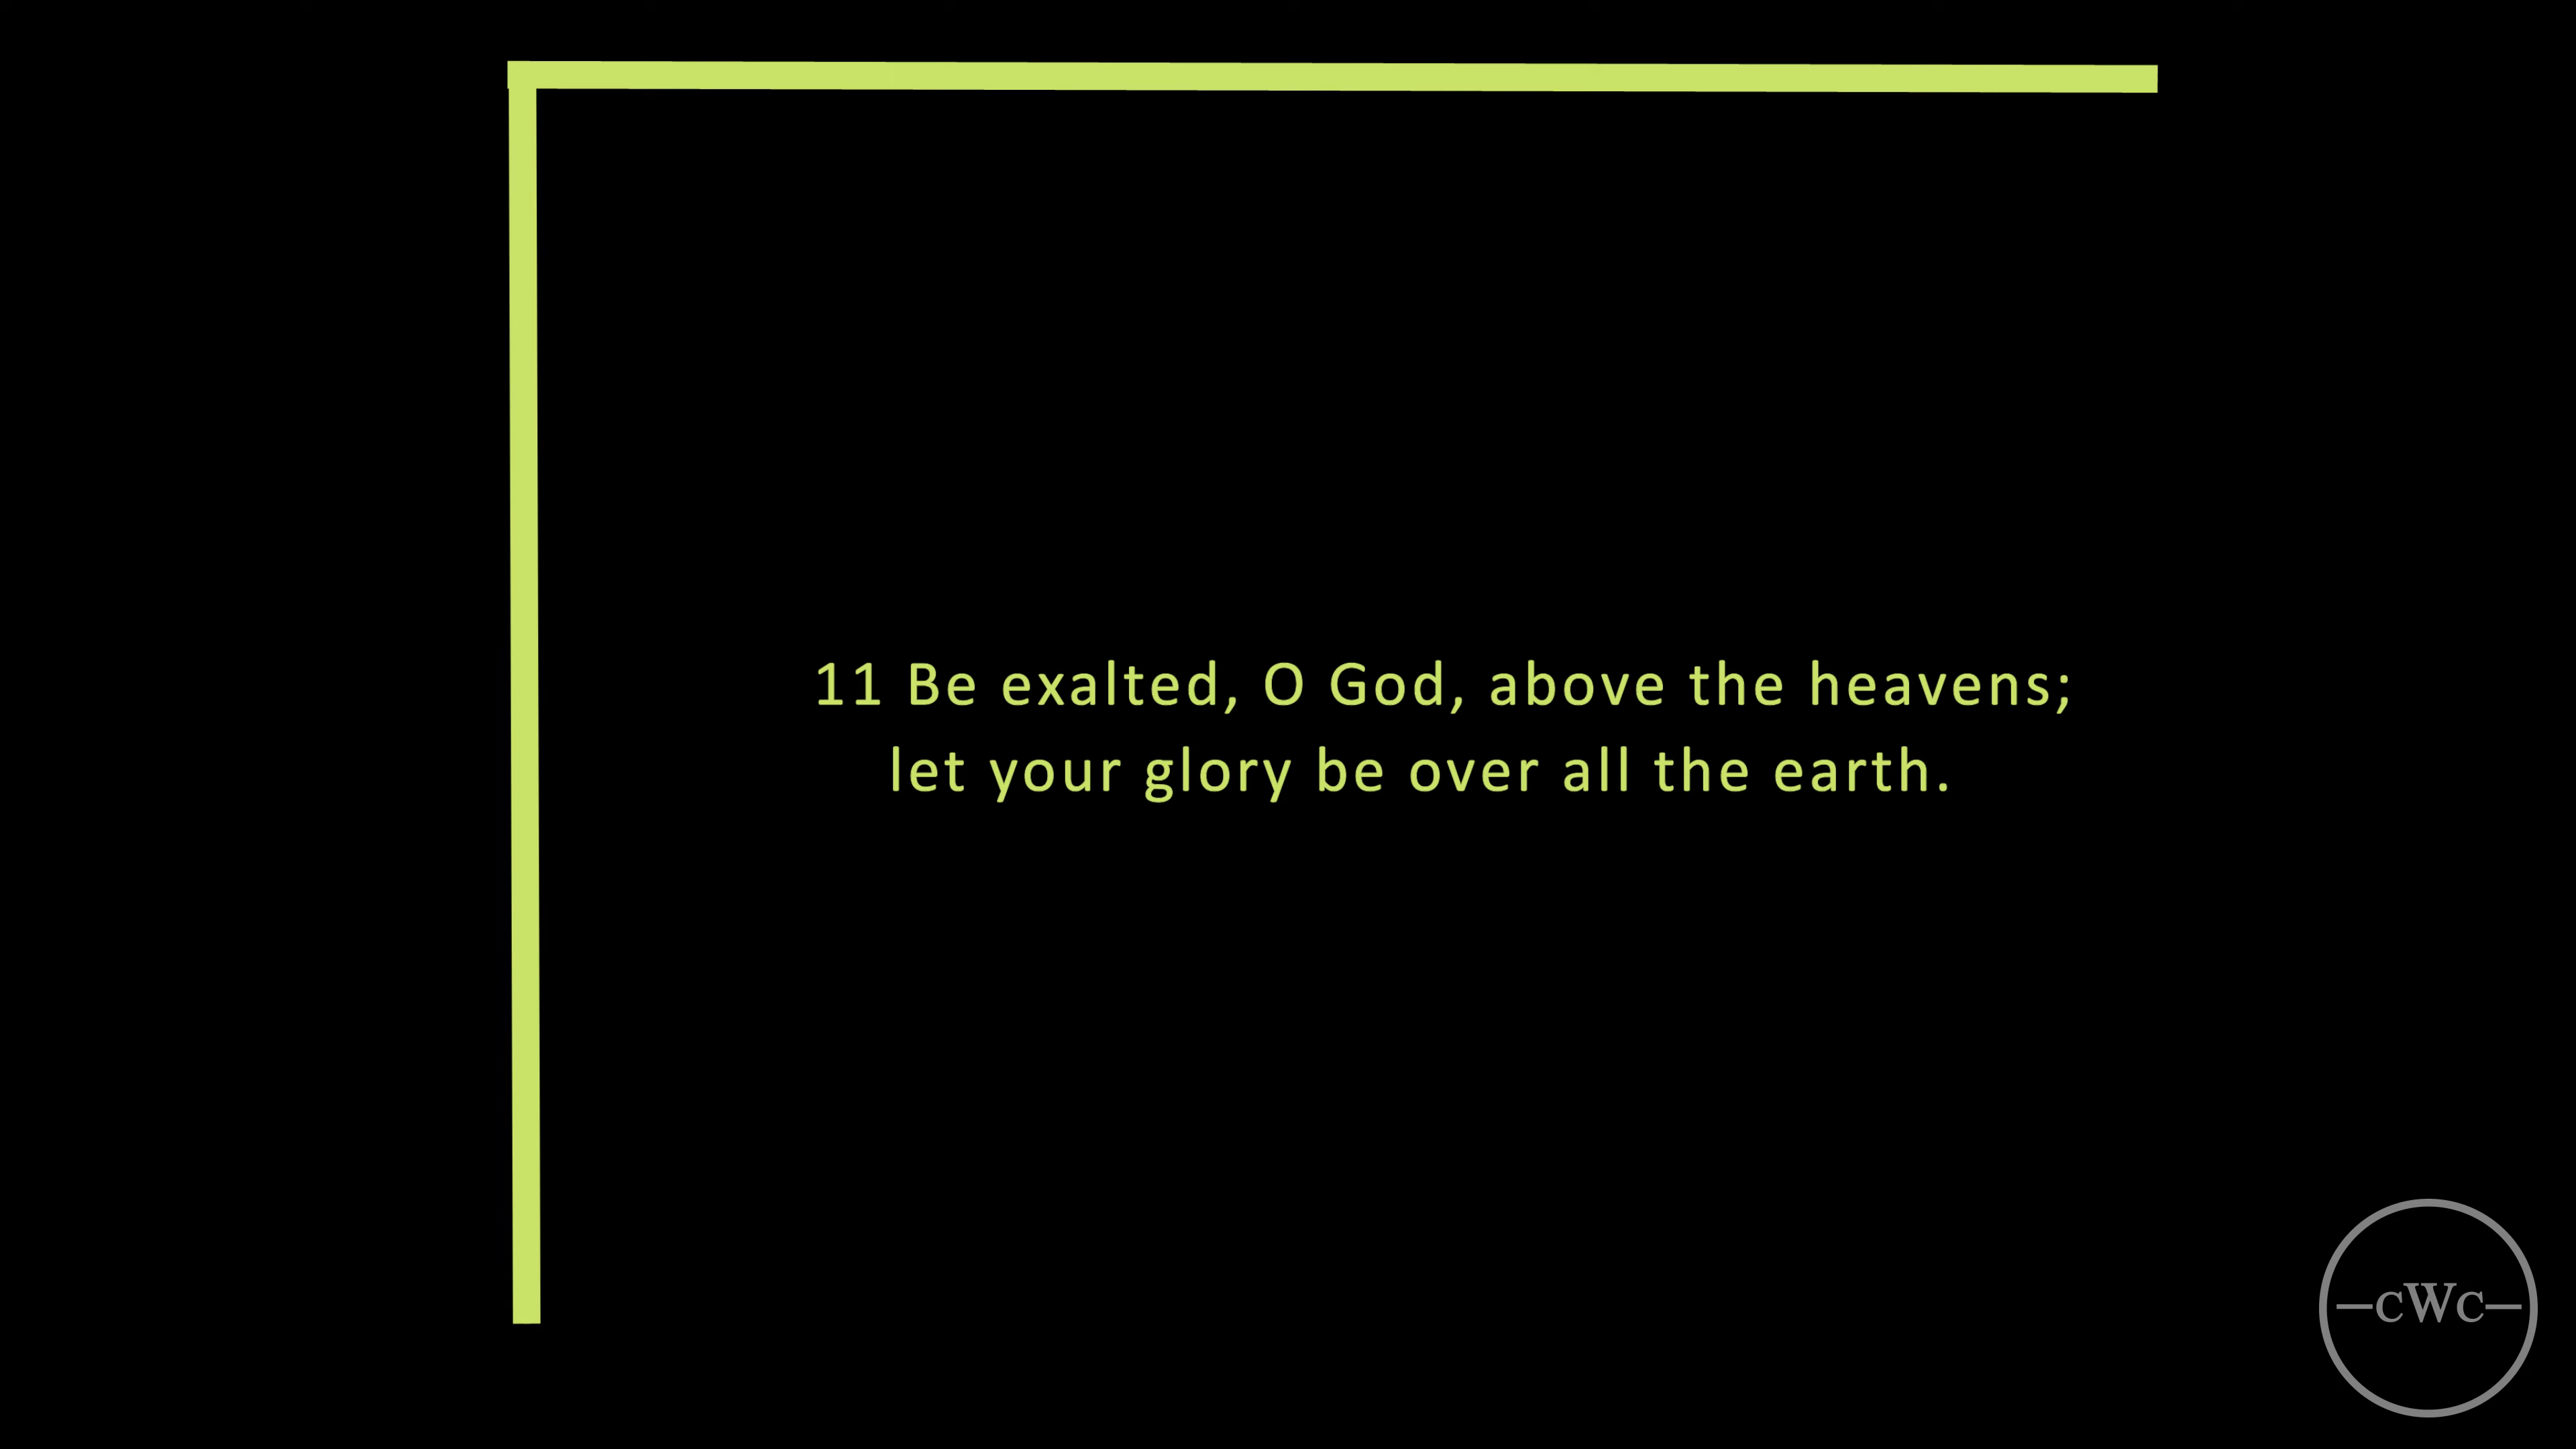 11 Be exalted, O God, above the heavens;
let your glory be over all the earth.
CWC